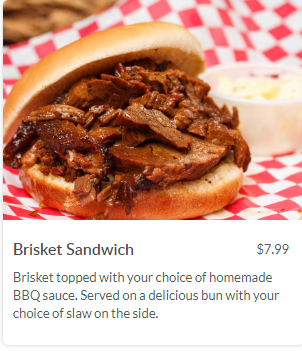 Brisket Sandwich $7.99
Brisket topped with your choice of homemade
BBQ sauce. Served on a delicious bun with your
choice of slaw on the side.